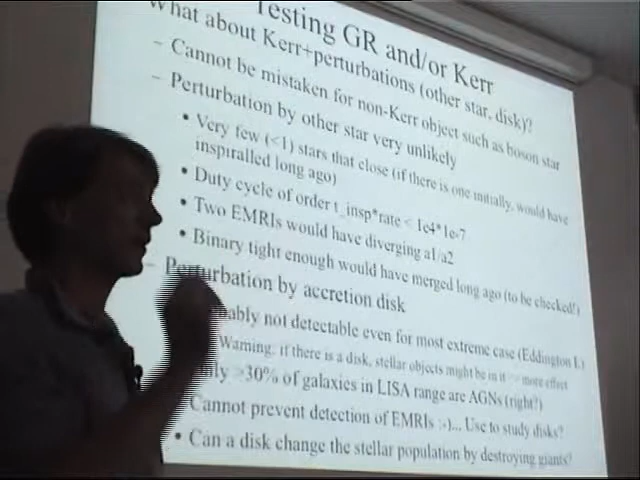 Testing GR and/or Kerr
What about Kerr+perturbations (other star, disk)?
– Cannot be mistaken for non-Kerr object such as boson star
– Perturbation by other star very unlikely
• Very few (<1) stars that close (if there is one initially, would have
inspiralled long ago)
• Duty cycle of order t_insp*rate < 1e4*1e-7
• Two EMRIs would have diverging a1/a2
• Binary tight enough would have merged long ago (to be checked!)
– Perturbation by accretion disk
bably not detectable even for most extreme case (Eddington L)
Warning: if there is a disk, stellar objects might be in it more effect
ly >30% of galaxies in LISA range are AGNs (right?)
Cannot prevent detection of EMRIs :-)... Use to study disks?
• Can a disk change the stellar population by destroying giants?